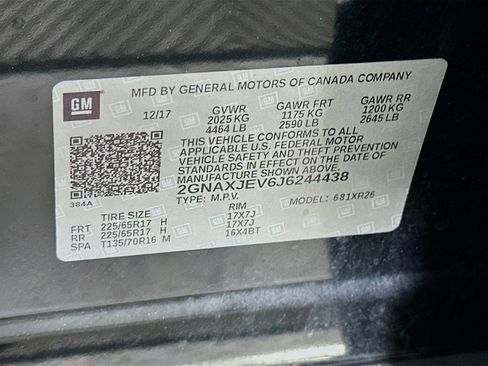 MFD BY GENERAL MOTORS OF CANADA COMPANY
GM
12/17
GVWR GAWR FRT GAWR RR
2025 KG 1175 KG 1200 KG
4464 LB 2590 LB 2645 LB
THIS VEHICLE CONFORMS TO ALL
APPLICABLE U.S. FEDERAL MOTOR
VEHICLE SAFETY AND THEFT PREVENTION
STANDARDS IN EFFECT ON THE DATE OF
MANUFACTURE SHOWN ABOVE.
2GNAXJEV6J6244438
TYPE: M.P.V. MODEL: 681XR26
384A
TIRE SIZE RIM
FRT 225/65R17 H 17X7J
RR 225/65R17 H 17X7J
SPA T135/70R16 M 16X4BT